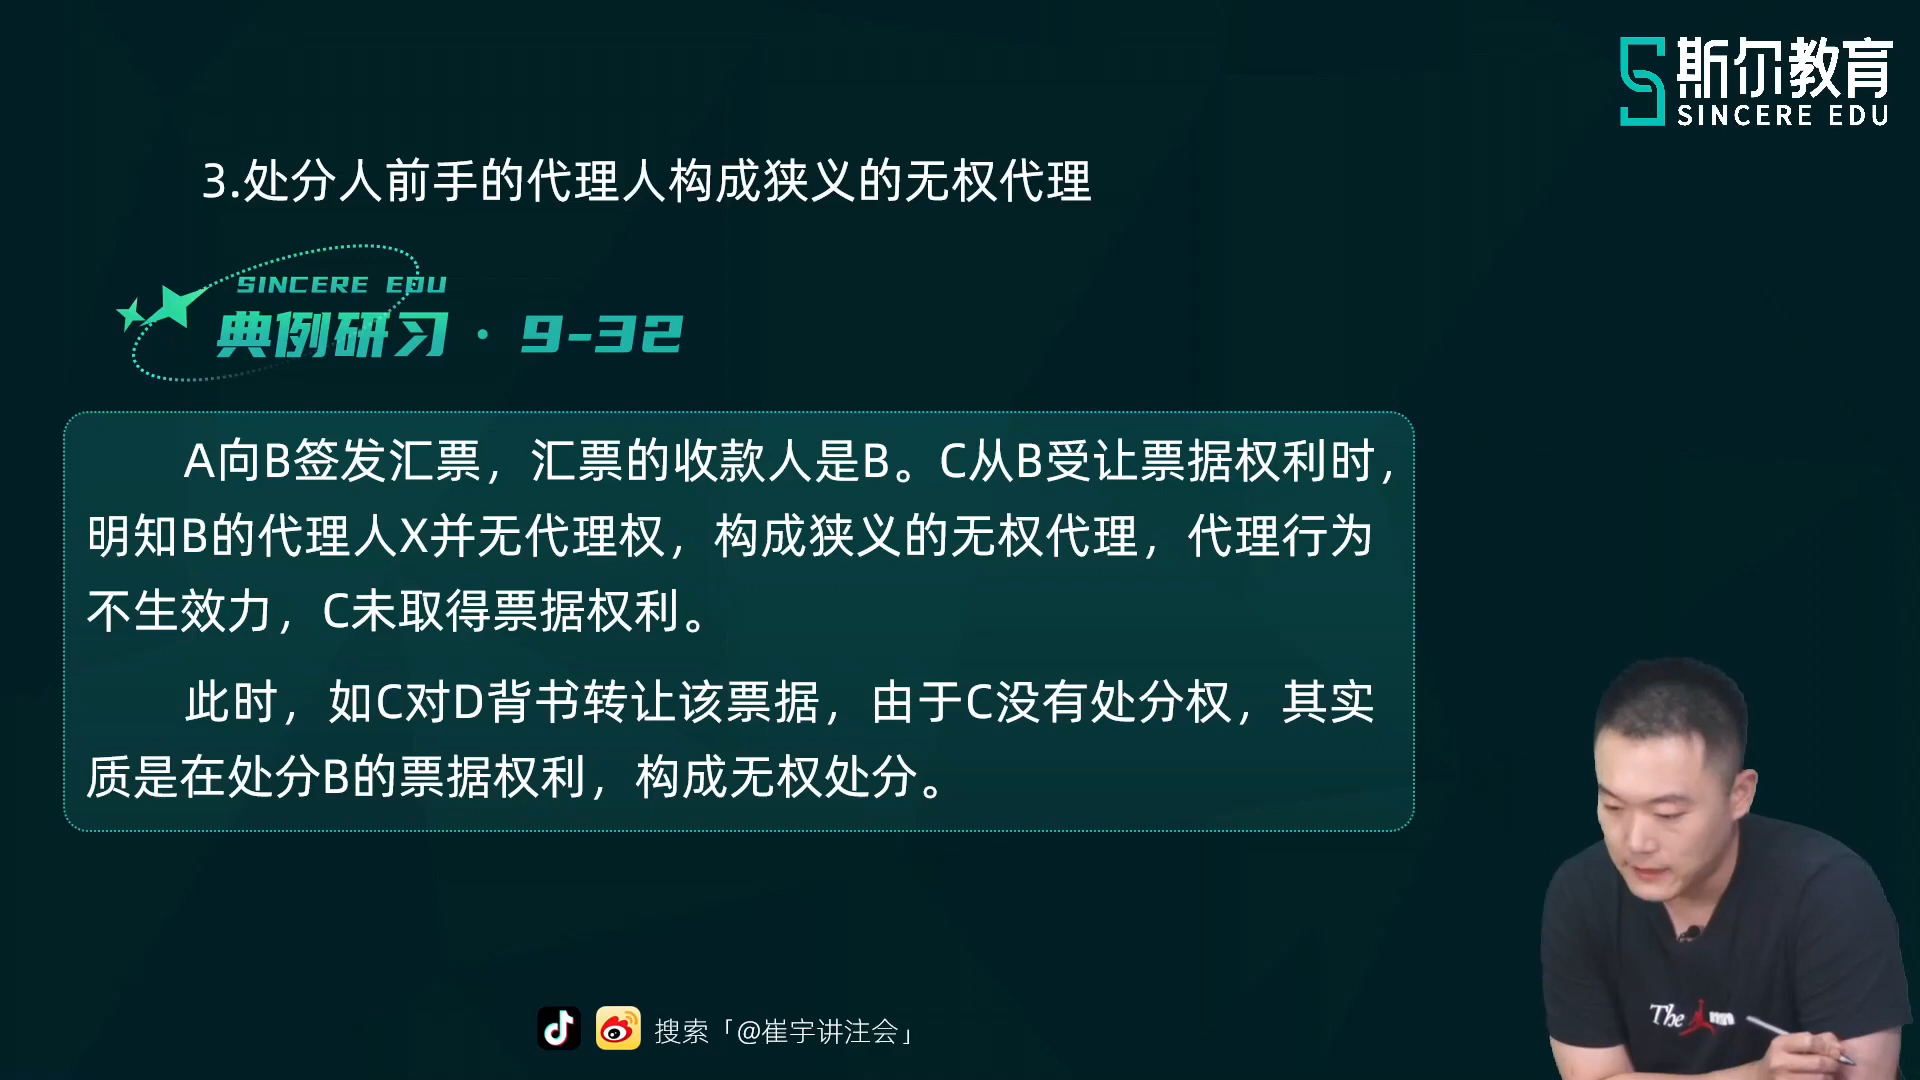 斯尔教育
SINCERE EDU
3.处分人前手的代理人构成狭义的无权代理
SINCERE EDU
典例研习·9-32
A向B签发汇票，汇票的收款人是B。C从B受让票据权利时，
明知B的代理人X并无代理权，构成狭义的无权代理，代理行为
不生效力，C未取得票据权利。
此时，如C对D背书转让该票据，由于C没有处分权，其实
质是在处分B的票据权利，构成无权处分。
The
搜索「@崔宇讲注会」